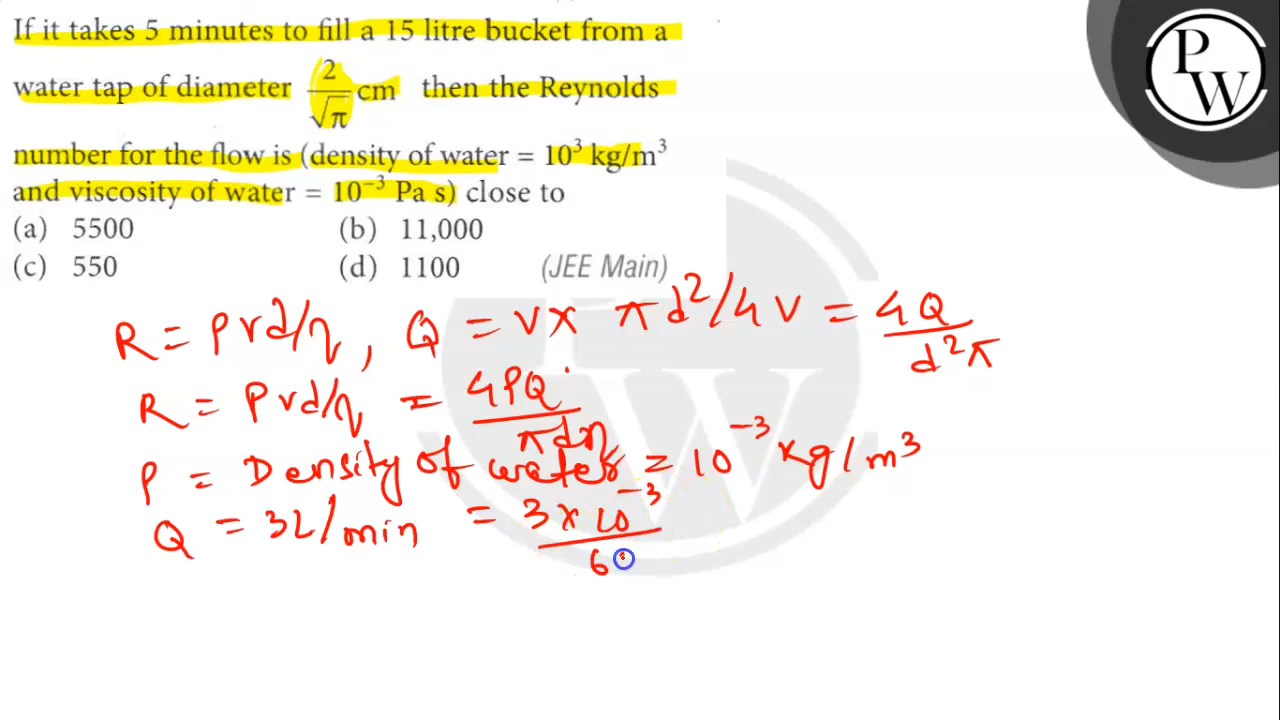 If it takes 5 minutes to fill a 15 litre bucket from a
water tap of diameter 2/√π cm then the Reynolds
number for the flow is (density of water = 10³ kg/m³
and viscosity of water = 10⁻³ Pa s) close to
(a) 5500 (b) 11,000
(c) 550 (d) 1100 (JEE Main)
R = ρvd/η, Q = v× πd²/4 v = 4Q/d²π
R = ρvd/η = 4ρQ/πdη
ρ = Density of water = 10⁻³ kg/m³
Q = 3L/min = 3×10⁻³/60
P
W